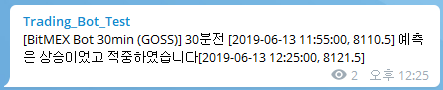 Trading_Bot_Test
[BitMEX Bot 30min (GOSS)] 30분전 [2019-06-13 11:55:00, 8110.5] 예측
은 상승이었고 적중하였습니다[2019-06-13 12:25:00, 8121.5]
2 오후 12:25